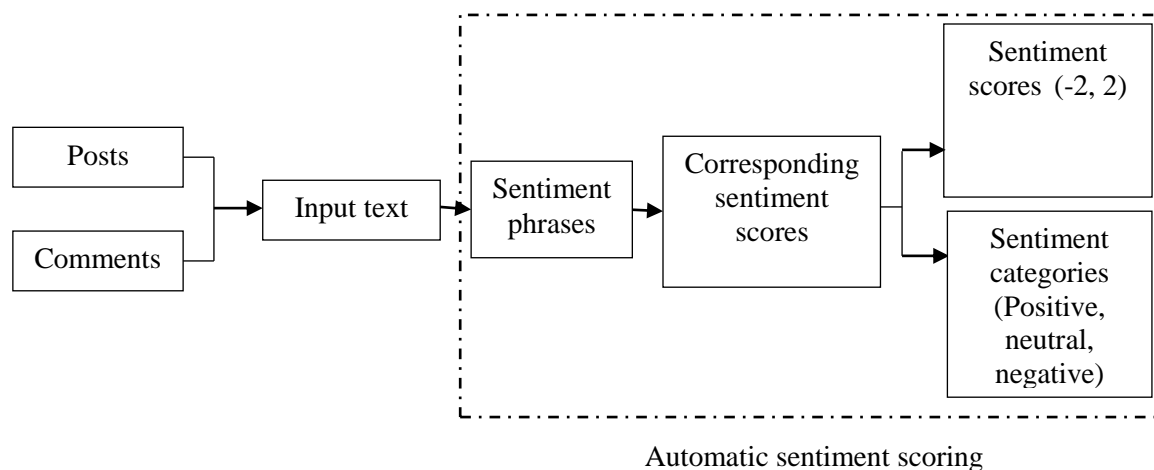 Posts
Comments
Input text
Sentiment
phrases
Corresponding
sentiment
scores
Sentiment
scores (-2, 2)
Sentiment
categories
(Positive,
neutral,
negative)
Automatic sentiment scoring